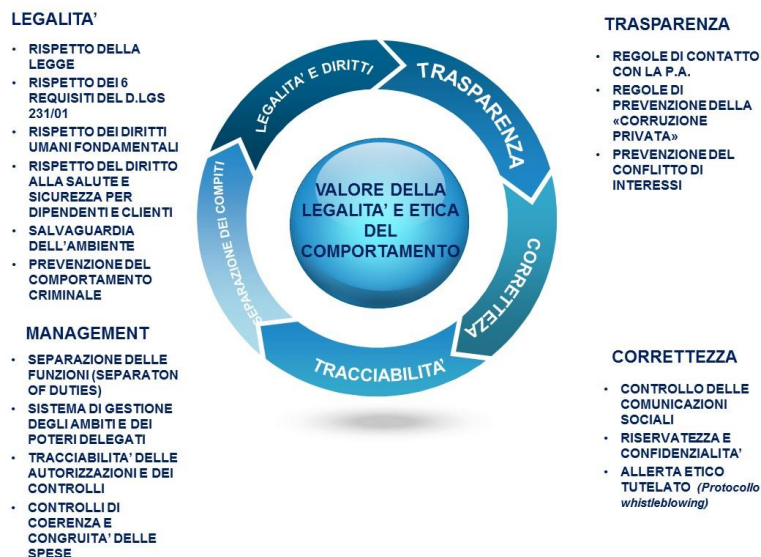 LEGALITA'
• RISPETTO DELLA
LEGGE
• RISPETTO DEI 6
REQUISITI DEL D.LGS
231/01
• RISPETTO DEI DIRITTI
UMANI FONDAMENTALI
• RISPETTO DEL DIRITTO
ALLA SALUTE E
SICUREZZA PER
DIPENDENTI E CLIENTI
• SALVAGUARDIA
DELL'AMBIENTE
• PREVENZIONE DEL
COMPORTAMENTO
CRIMINALE
MANAGEMENT
• SEPARAZIONE DELLE
FUNZIONI (SEPARATON
OF DUTIES)
• SISTEMA DI GESTIONE
DEGLI AMBITI E DEI
POTERI DELEGATI
• TRACCIABILITA' DELLE
AUTORIZZAZIONI E DEI
CONTROLLI
• CONTROLLI DI
COERENZA E
CONGRUITA' DELLE
SPESE
LEGALITA' E DIRITTI
TRASPARENZA
CORRETTEZA
TRACCIABILITA'
SEPARAZIONE DEI COMPITI
VALORE DELLA
LEGALITA' E ETICA
DEL
COMPORTAMENTO
TRASPARENZA
• REGOLE DI CONTATTO
CON LA P.A.
• REGOLE DI
PREVENZIONE DELLA
«CORRUZIONE
PRIVATA»
• PREVENZIONE DEL
CONFLITTO DI
INTERESSI
CORRETTEZZA
• CONTROLLO DELLE
COMUNICAZIONI
SOCIALI
• RISERVATEZZA E
CONFIDENZIALITA'
• ALLERTA ETICO
TUTELATO (Protocollo
whistleblowing)